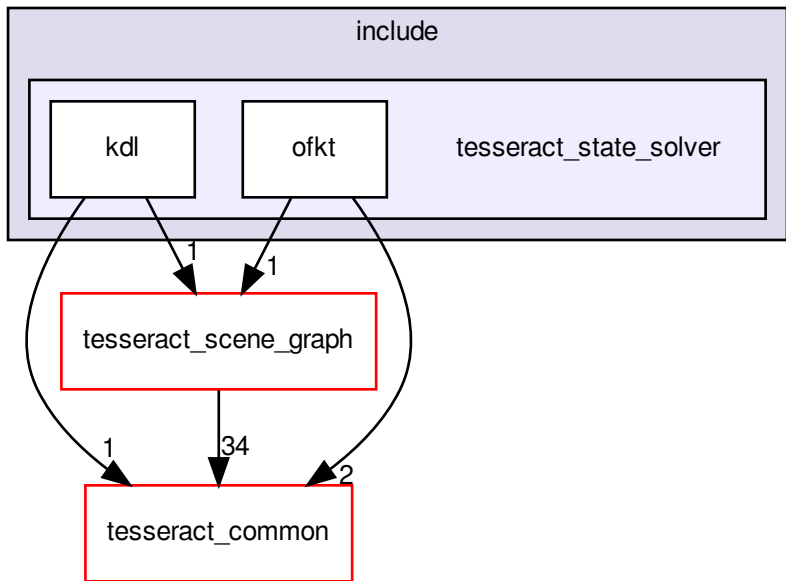 include
kdl
ofkt
tesseract_state_solver
1
1
tesseract_scene_graph
1
34
2
tesseract_common